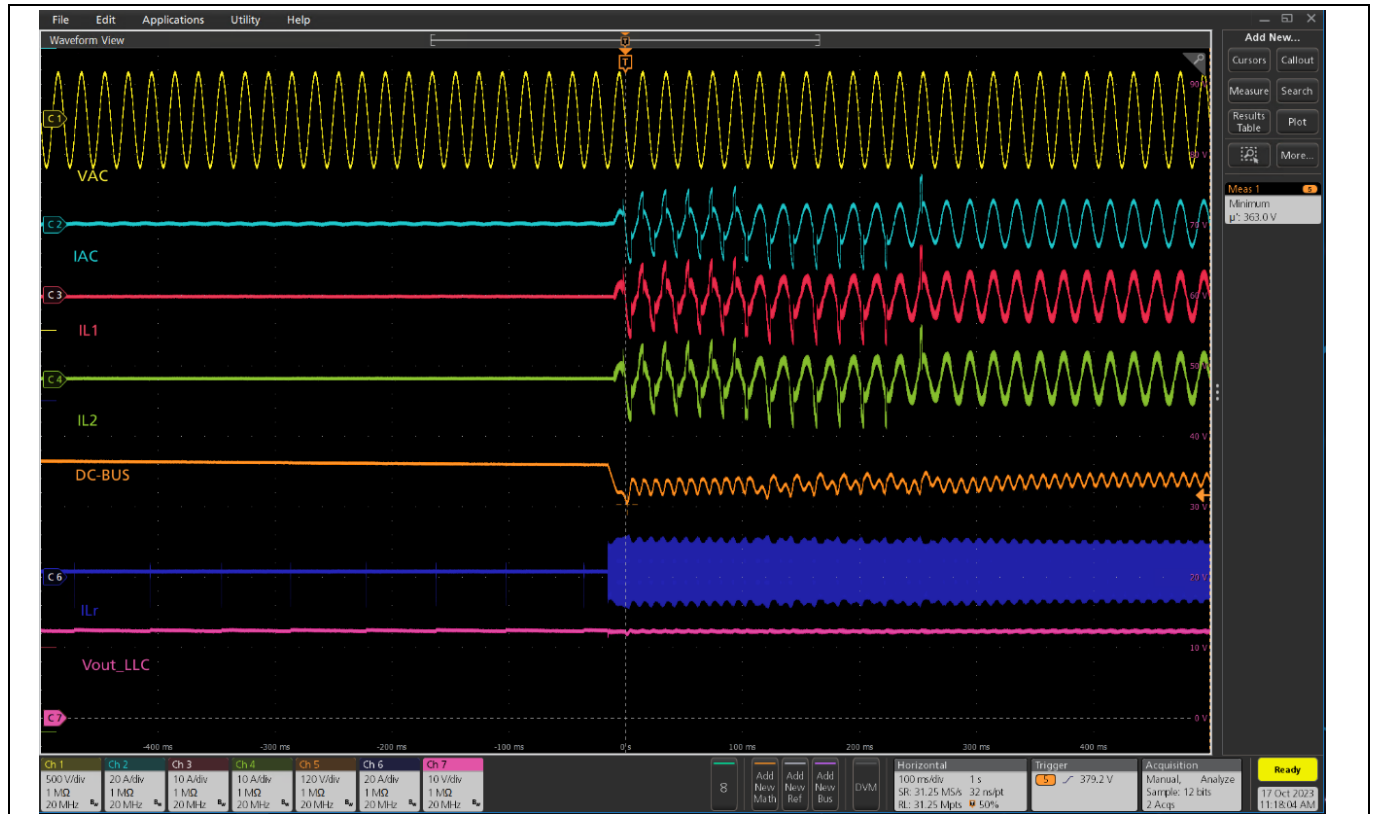 File Edit Applications Utility Help
Waveform View
Add New...
Cursors Callout
Measure Search
Results Table Plot
More...
Meas 1 5
Minimum
µ': 363.0 V
T
T
C1
VAC
90
80 V
C2
IAC
70 V
C3
IL1
60 V
C4
IL2
50 V
40 V
DC-BUS
30 V
C6
ILr
20 V
Vout_LLC
10 V
C7
0 V
-400 ms -300 ms -200 ms -100 ms 0 s 100 ms 200 ms 300 ms 400 ms
Ch 1 Ch 2 Ch 3 Ch 4 Ch 5 Ch 6 Ch 7
500 V/div 20 A/div 10 A/div 10 A/div 120 V/div 20 A/div 10 V/div
1 MΩ 1 MΩ 1 MΩ 1 MΩ 1 MΩ 1 MΩ 1 MΩ
20 MHz Bw 20 MHz Bw 20 MHz Bw 20 MHz Bw 20 MHz Bw 20 MHz Bw 20 MHz Bw
8
Add New Math
Add New Ref
Add New Bus
DVM
Horizontal
100 ms/div 1 s
SR: 31.25 MS/s 32 ns/pt
RL: 31.25 Mpts 50%
Trigger
5 379.2 V
Acquisition
Manual, Analyze
Sample: 12 bits
2 Acqs
Ready
17 Oct 2023
11:18:04 AM